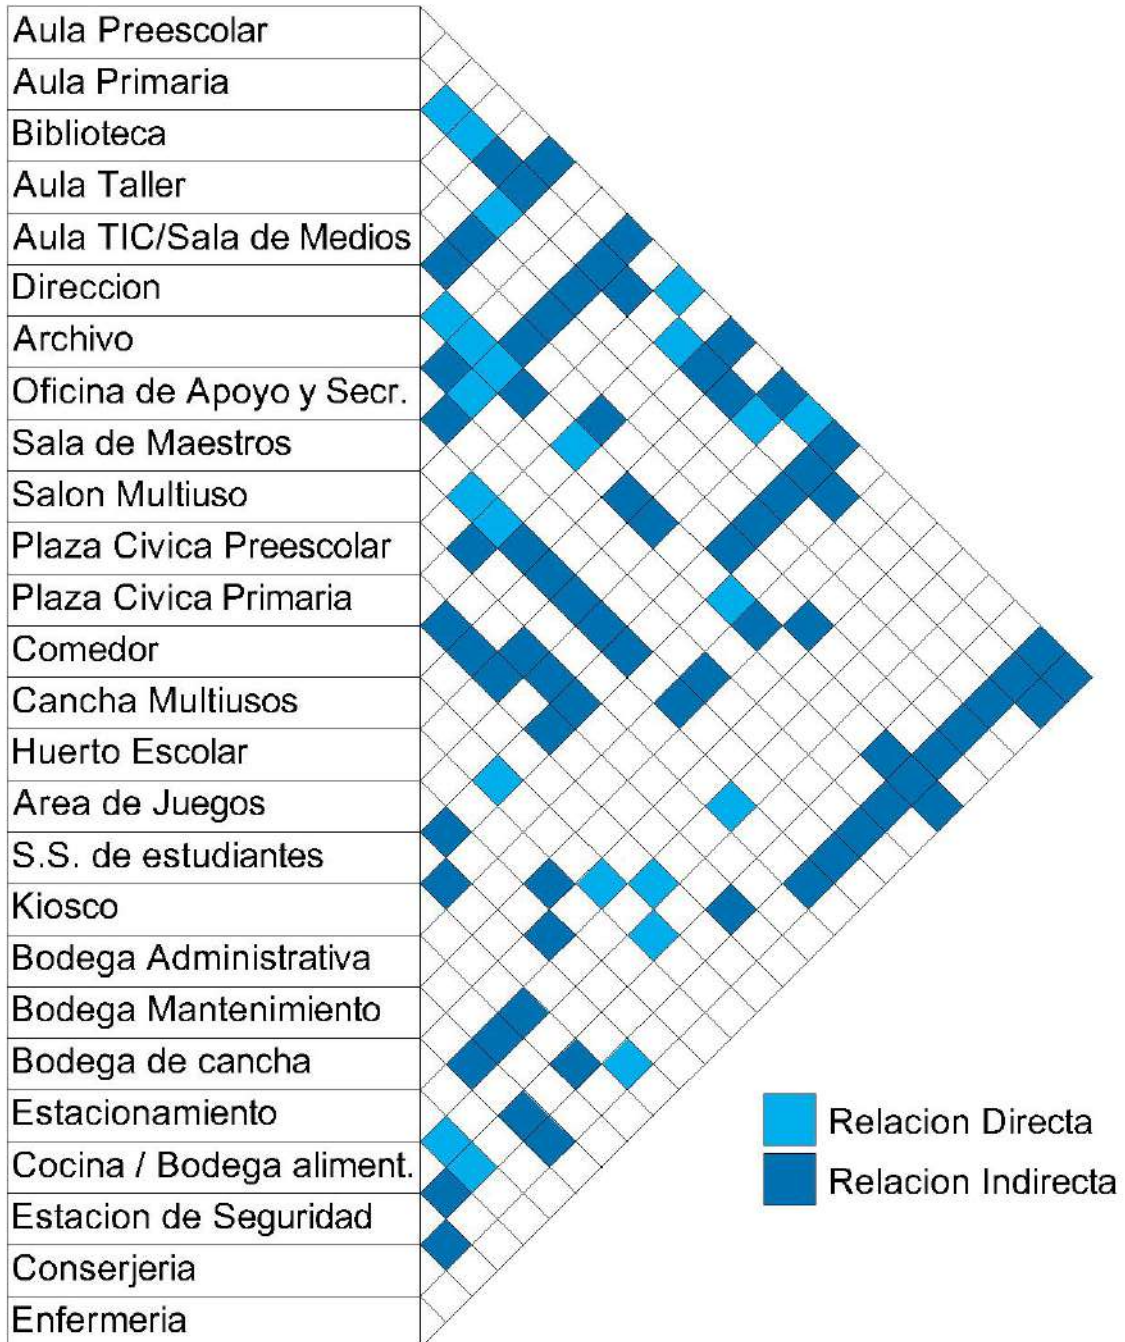 Aula Preescolar
Aula Primaria
Biblioteca
Aula Taller
Aula TIC/Sala de Medios
Direccion
Archivo
Oficina de Apoyo y Secr.
Sala de Maestros
Salon Multiuso
Plaza Civica Preescolar
Plaza Civica Primaria
Comedor
Cancha Multiusos
Huerto Escolar
Area de Juegos
S.S. de estudiantes
Kiosco
Bodega Administrativa
Bodega Mantenimiento
Bodega de cancha
Estacionamiento
Cocina / Bodega aliment.
Estacion de Seguridad
Conserjeria
Enfermeria
Relacion Directa
Relacion Indirecta